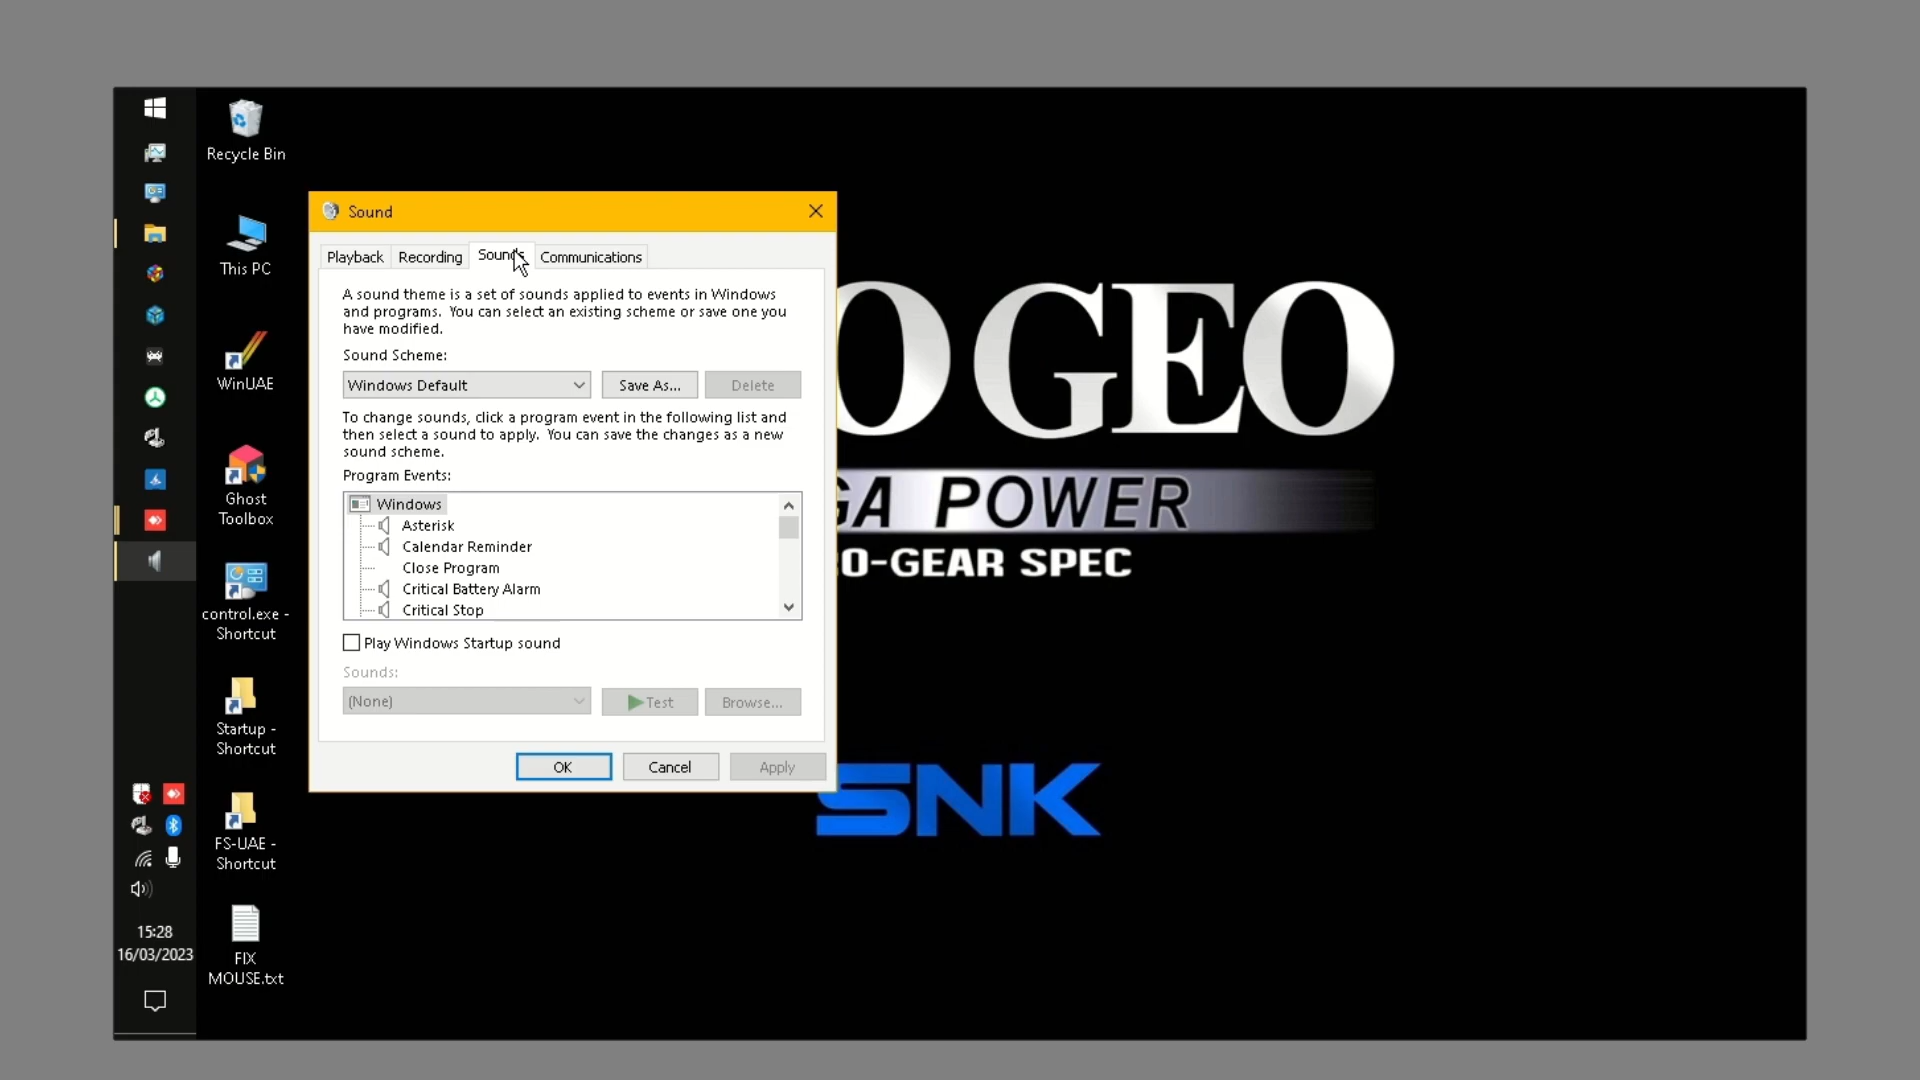 Recycle Bin
This PC
WinUAE
Ghost
Toolbox
control.exe -
Shortcut
Startup -
Shortcut
FS-UAE -
Shortcut
FIX
MOUSE.txt
15:28
16/03/2023
Sound
Playback
Recording
Sounds
Communications
A sound theme is a set of sounds applied to events in Windows
and programs. You can select an existing scheme or save one you
have modified.
Sound Scheme:
Windows Default
Save As...
Delete
To change sounds, click a program event in the following list and
then select a sound to apply. You can save the changes as a new
sound scheme.
Program Events:
Windows
Asterisk
Calendar Reminder
Close Program
Critical Battery Alarm
Critical Stop
Play Windows Startup sound
Sounds:
(None)
Test
Browse...
OK
Cancel
Apply
O GEO
GA POWER
O-GEAR SPEC
SNK